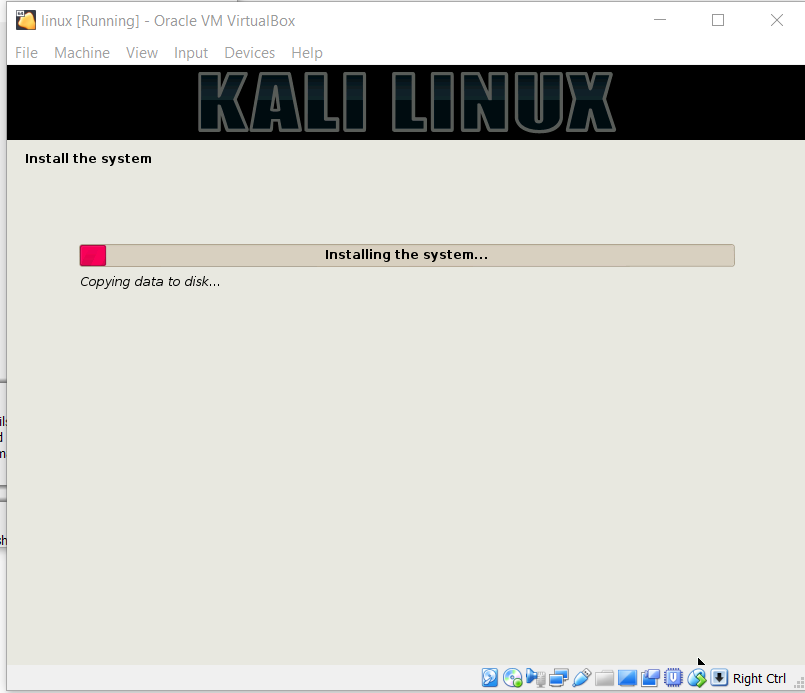 linux [Running] - Oracle VM VirtualBox
File Machine View Input Devices Help
KALI LINUX
Install the system
Installing the system...
Copying data to disk...
Right Ctrl